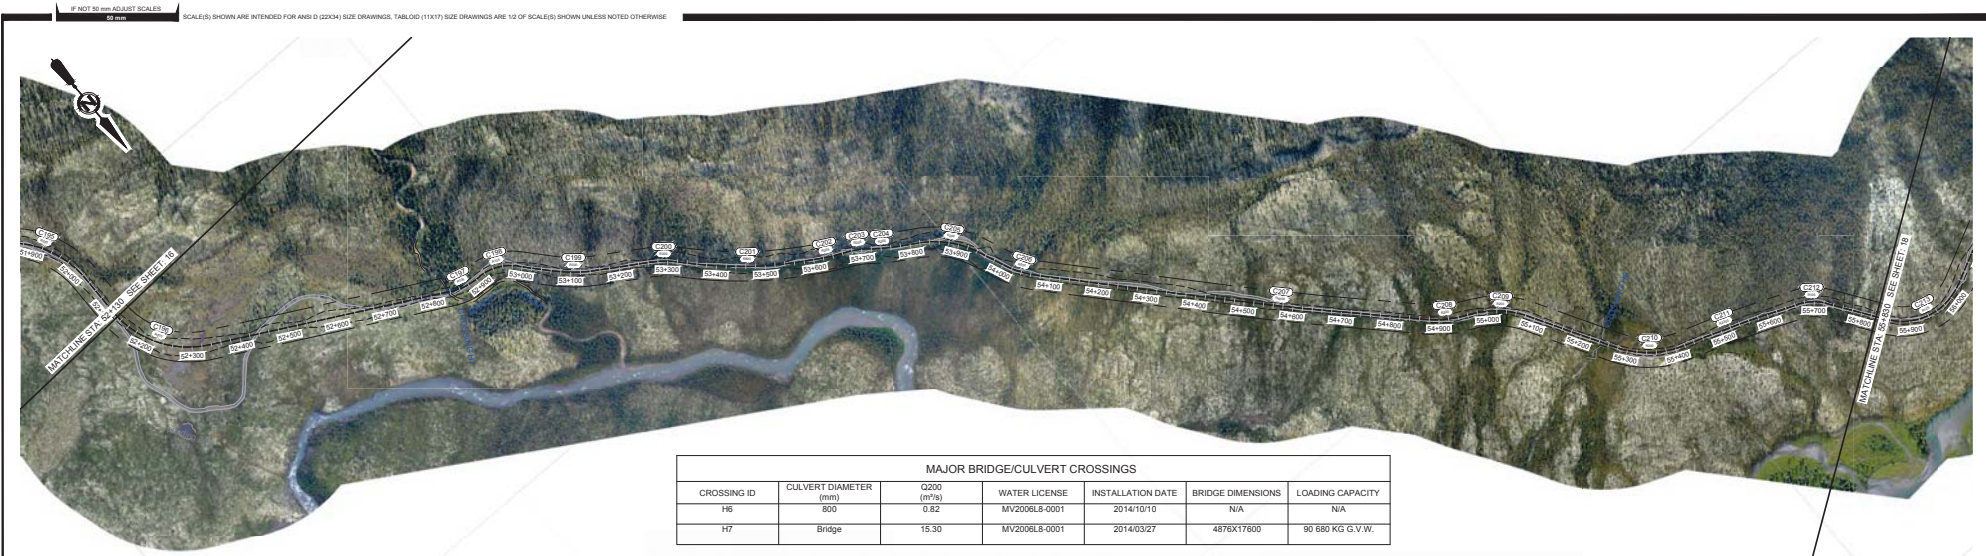 IF NOT 50 mm ADJUST SCALES
50 mm
SCALE(S) SHOWN ARE INTENDED FOR ANSI D (22X34) SIZE DRAWINGS, TABLOID (11X17) SIZE DRAWINGS ARE 1/2 OF SCALE(S) SHOWN UNLESS NOTED OTHERWISE
N
MATCHLINE STA: 52+130 SEE SHEET: 16
C195
C196
C197
C198
C199
C200
C201
C202
C203
C204
C205
C206
C207
C208
C209
C210
C211
C212
C213
51+900
52+000
52+200
52+300
52+400
52+500
52+600
52+700
52+800
52+900
53+000
53+100
53+200
53+300
53+400
53+500
53+600
53+700
53+800
53+900
54+000
54+100
54+200
54+300
54+400
54+500
54+600
54+700
54+800
54+900
55+000
55+100
55+200
55+300
55+400
55+500
55+600
55+700
55+800
55+900
56+000
MATCHLINE STA: 55+839 SEE SHEET: 18
MAJOR BRIDGE/CULVERT CROSSINGS
CROSSING ID CULVERT DIAMETER (mm) Q200 (m³/s) WATER LICENSE INSTALLATION DATE BRIDGE DIMENSIONS LOADING CAPACITY
H6 800 0.82 MV2006L8-0001 2014/10/10 N/A N/A
H7 Bridge 15.30 MV2006L8-0001 2014/03/27 4876X17600 90 680 KG G.V.W.